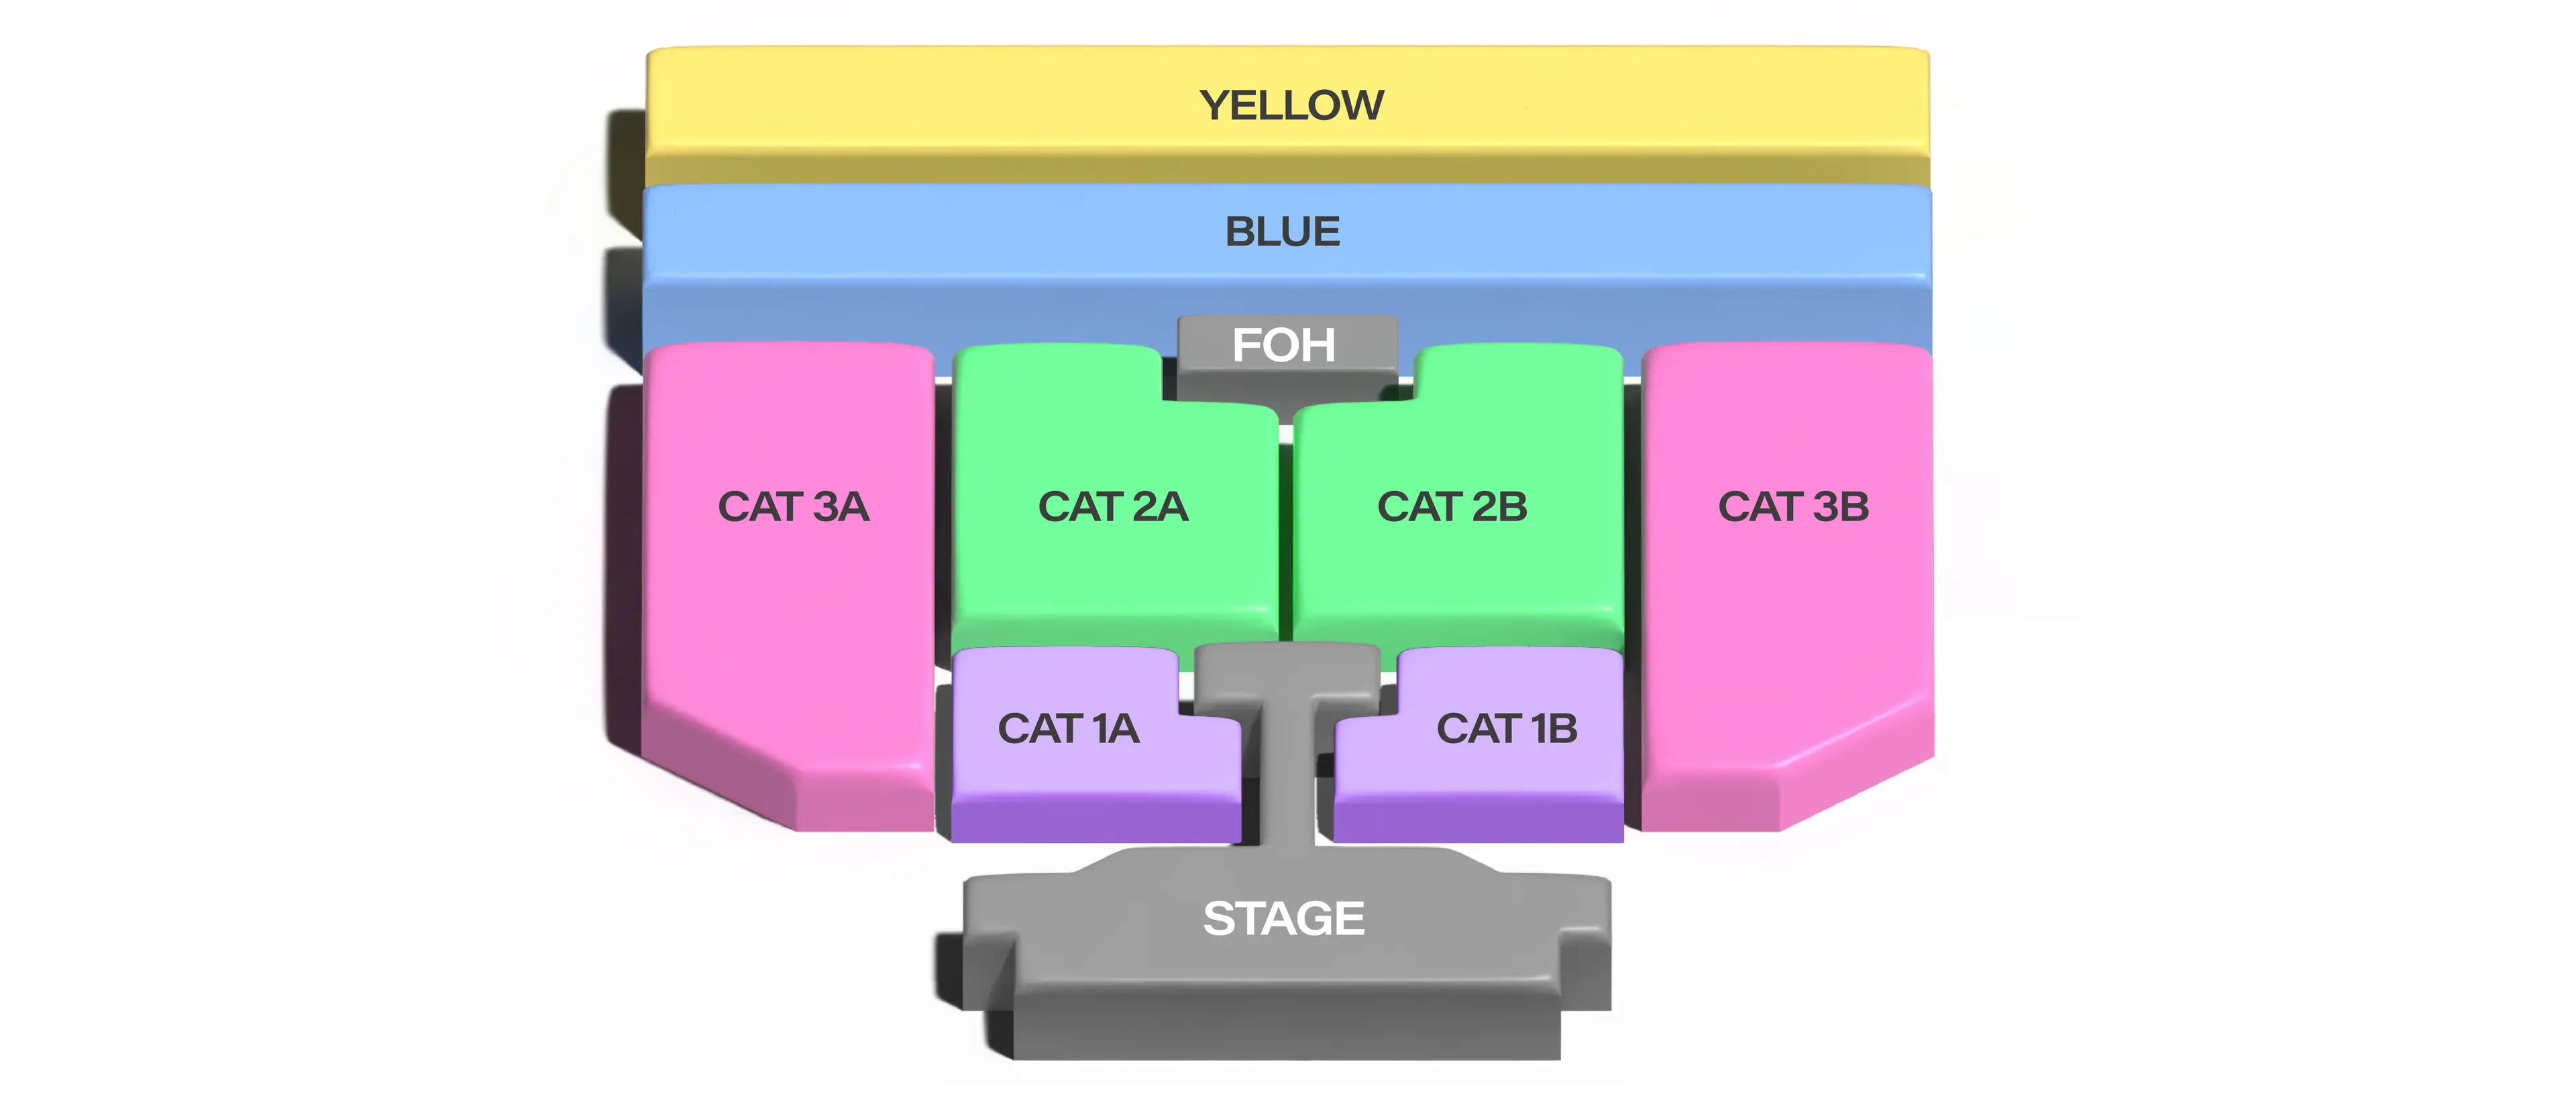 YELLOW
BLUE
FOH
CAT 3A
CAT 2A
CAT 2B
CAT 3B
CAT 1A
CAT 1B
STAGE